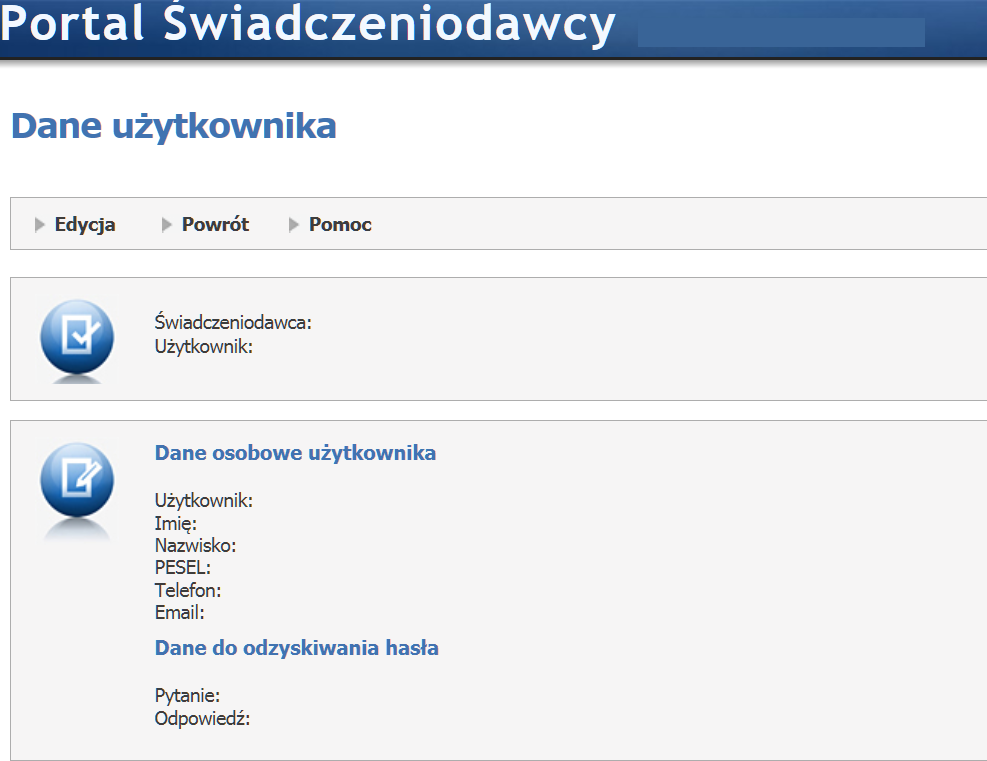 Portal Świadczeniodawcy
Dane użytkownika
Edycja Powrót Pomoc
Świadczeniodawca:
Użytkownik:
Dane osobowe użytkownika
Użytkownik:
Imię:
Nazwisko:
PESEL:
Telefon:
Email:
Dane do odzyskiwania hasła
Pytanie:
Odpowiedź: